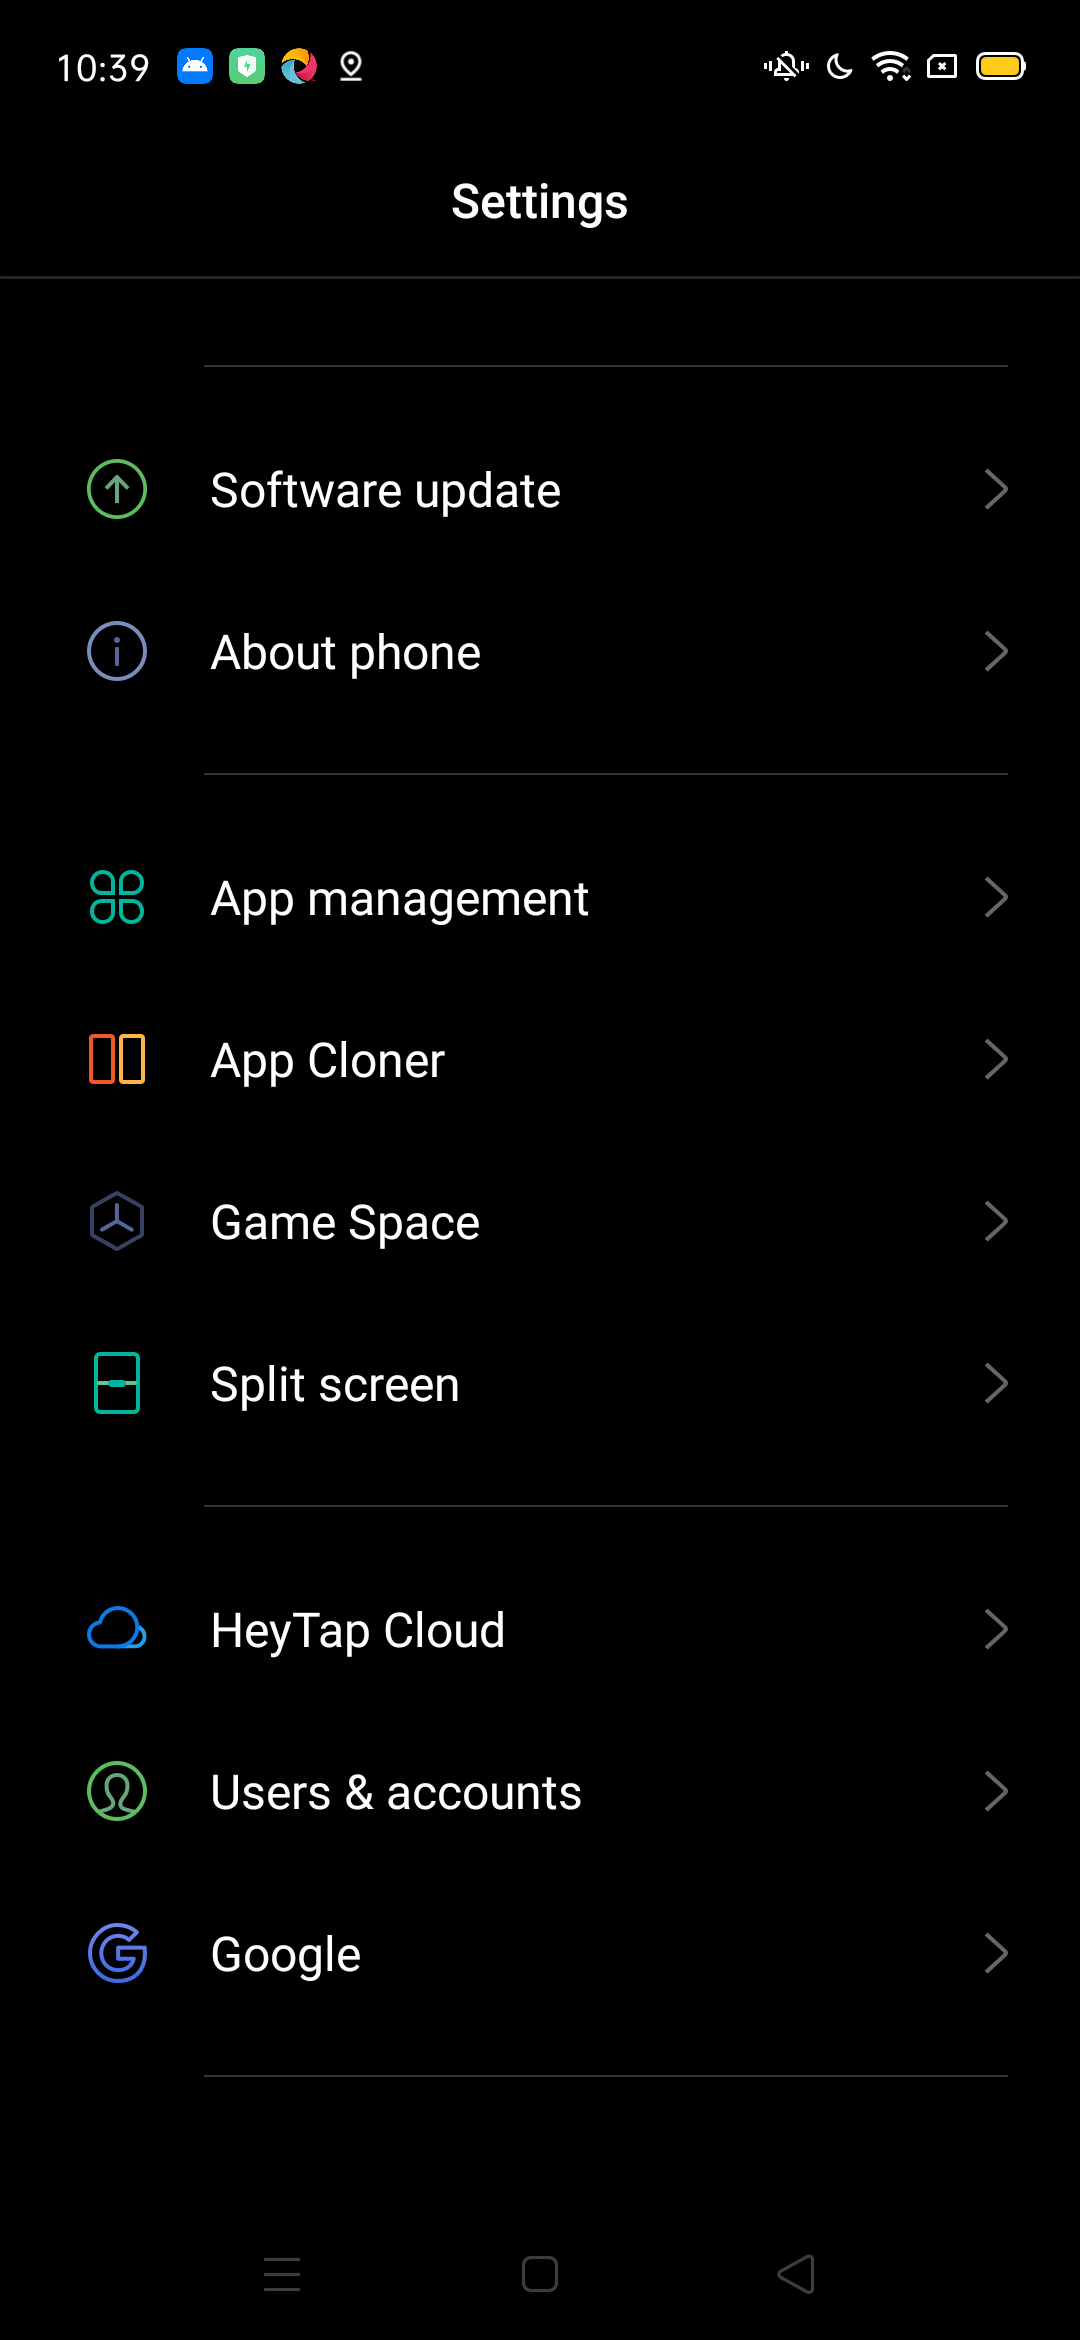 10:39
Settings
Software update
About phone
App management
App Cloner
Game Space
Split screen
HeyTap Cloud
Users & accounts
Google